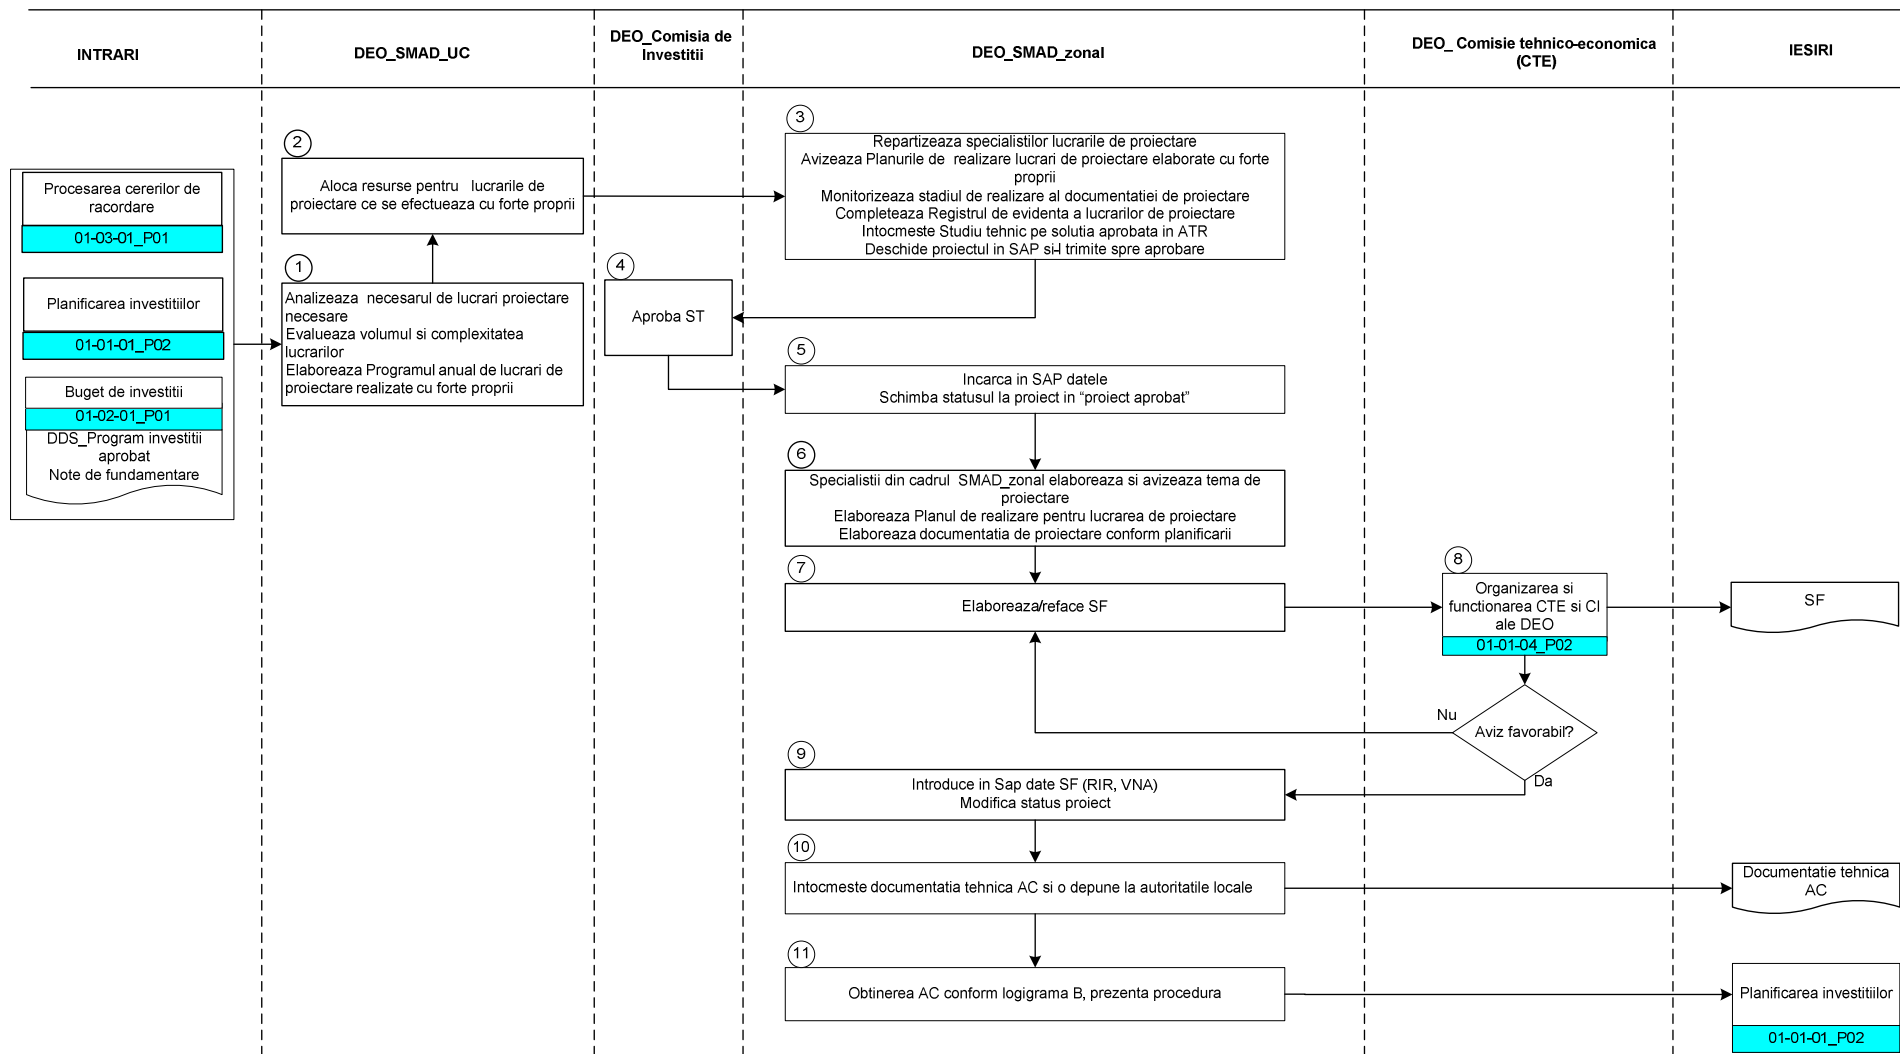 INTRARI
DEO_SMAD_UC
DEO_Comisia de
Investitii
DEO_SMAD_zonal
DEO_ Comisie tehnico-economica
(CTE)
IESIRI
Procesarea cererilor de
racordare
01-03-01_P01
Planificarea investitiilor
01-01-01_P02
Buget de investitii
01-02-01_P01
DDS_Program investitii
aprobat
Note de fundamentare
2
Aloca resurse pentru lucrarile de
proiectare ce se efectueaza cu forte proprii
1
Analizeaza necesarul de lucrari proiectare
necesare
Evalueaza volumul si complexitatea
lucrarilor
Elaboreaza Programul anual de lucrari de
proiectare realizate cu forte proprii
3
Repartizeaza specialistilor lucrarile de proiectare
Avizeaza Planurile de realizare lucrari de proiectare elaborate cu forte
proprii
Monitorizeaza stadiul de realizare al documentatiei de proiectare
Completeaza Registrul de evidenta a lucrarilor de proiectare
Intocmeste Studiu tehnic pe solutia aprobata in ATR
Deschide proiectul in SAP si-l trimite spre aprobare
4
Aproba ST
5
Incarca in SAP datele
Schimba statusul la proiect in “proiect aprobat”
6
Specialistii din cadrul SMAD_zonal elaboreaza si avizeaza tema de
proiectare
Elaboreaza Planul de realizare pentru lucrarea de proiectare
Elaboreaza documentatia de proiectare conform planificarii
7
Elaboreaza/reface SF
8
Organizarea si
functionarea CTE si CI
ale DEO
01-01-04_P02
SF
Nu
Aviz favorabil?
Da
9
Introduce in Sap date SF (RIR, VNA)
Modifica status proiect
10
Intocmeste documentatia tehnica AC si o depune la autoritatile locale
Documentatie tehnica
AC
11
Obtinerea AC conform logigrama B, prezenta procedura
Planificarea investitiilor
01-01-01_P02